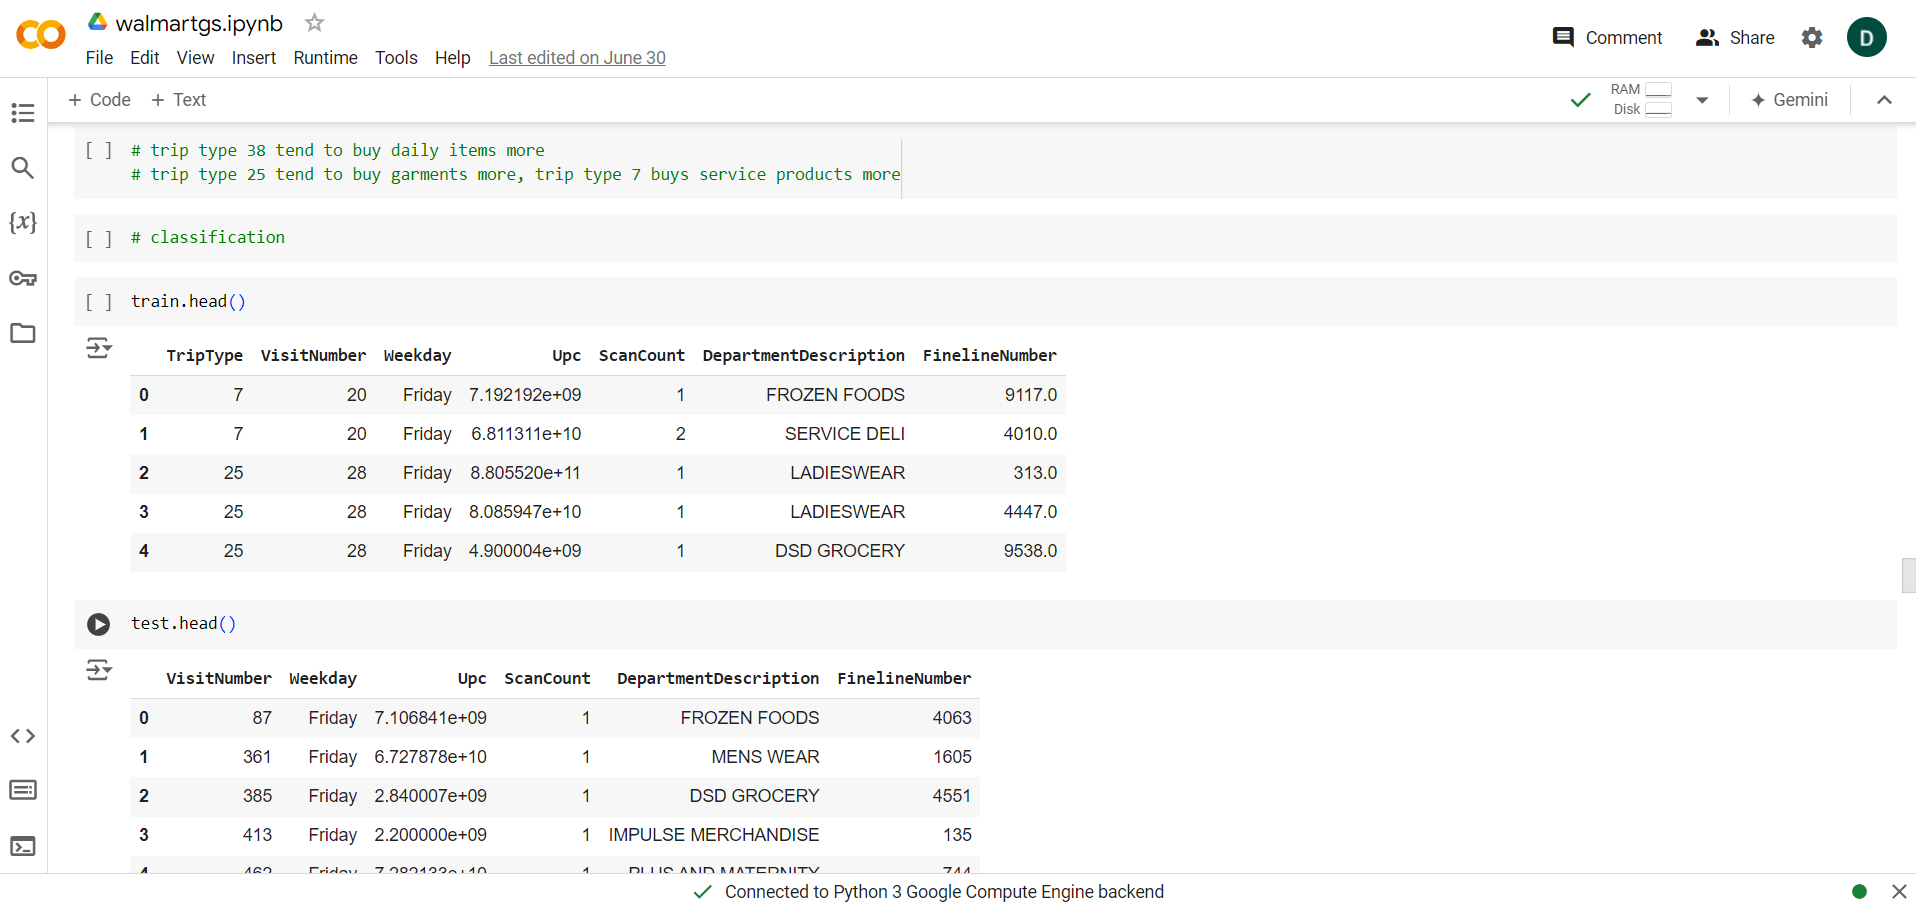 walmartgs.ipynb
File Edit View Insert Runtime Tools Help Last edited on June 30
Comment Share D
+ Code + Text
RAM
Disk
Gemini
[ ] # trip type 38 tend to buy daily items more
# trip type 25 tend to buy garments more, trip type 7 buys service products more
[ ] # classification
[ ] train.head()
TripType VisitNumber Weekday Upc ScanCount DepartmentDescription FinelineNumber
0 7 20 Friday 7.192192e+09 1 FROZEN FOODS 9117.0
1 7 20 Friday 6.811311e+10 2 SERVICE DELI 4010.0
2 25 28 Friday 8.805520e+11 1 LADIESWEAR 313.0
3 25 28 Friday 8.085947e+10 1 LADIESWEAR 4447.0
4 25 28 Friday 4.900004e+09 1 DSD GROCERY 9538.0
test.head()
VisitNumber Weekday Upc ScanCount DepartmentDescription FinelineNumber
0 87 Friday 7.106841e+09 1 FROZEN FOODS 4063
1 361 Friday 6.727878e+10 1 MENS WEAR 1605
2 385 Friday 2.840007e+09 1 DSD GROCERY 4551
3 413 Friday 2.200000e+09 1 IMPULSE MERCHANDISE 135
4 462 Friday 1 PLUS AND MATERNITY 744
Connected to Python 3 Google Compute Engine backend